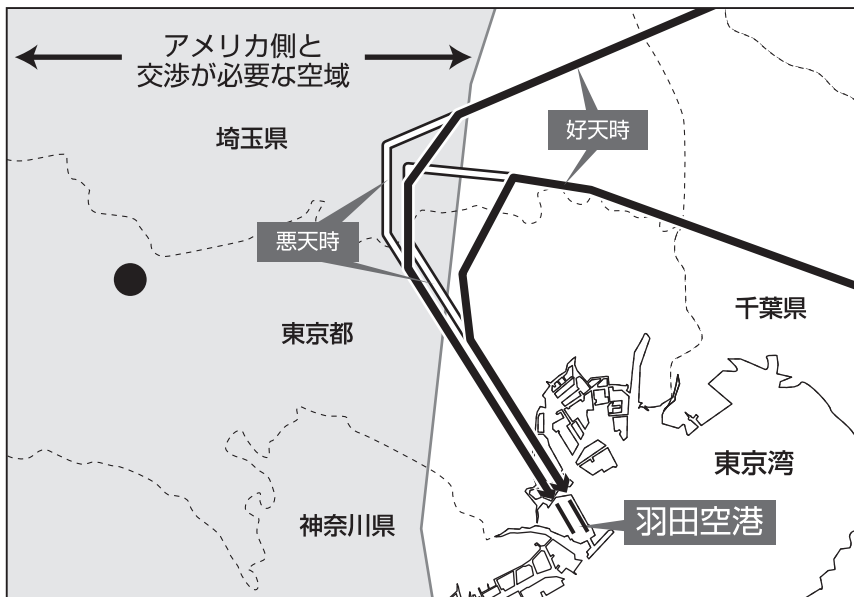 アメリカ側と
交渉が必要な空域
埼玉県
好天時
悪天時
千葉県
東京都
東京湾
神奈川県
羽田空港